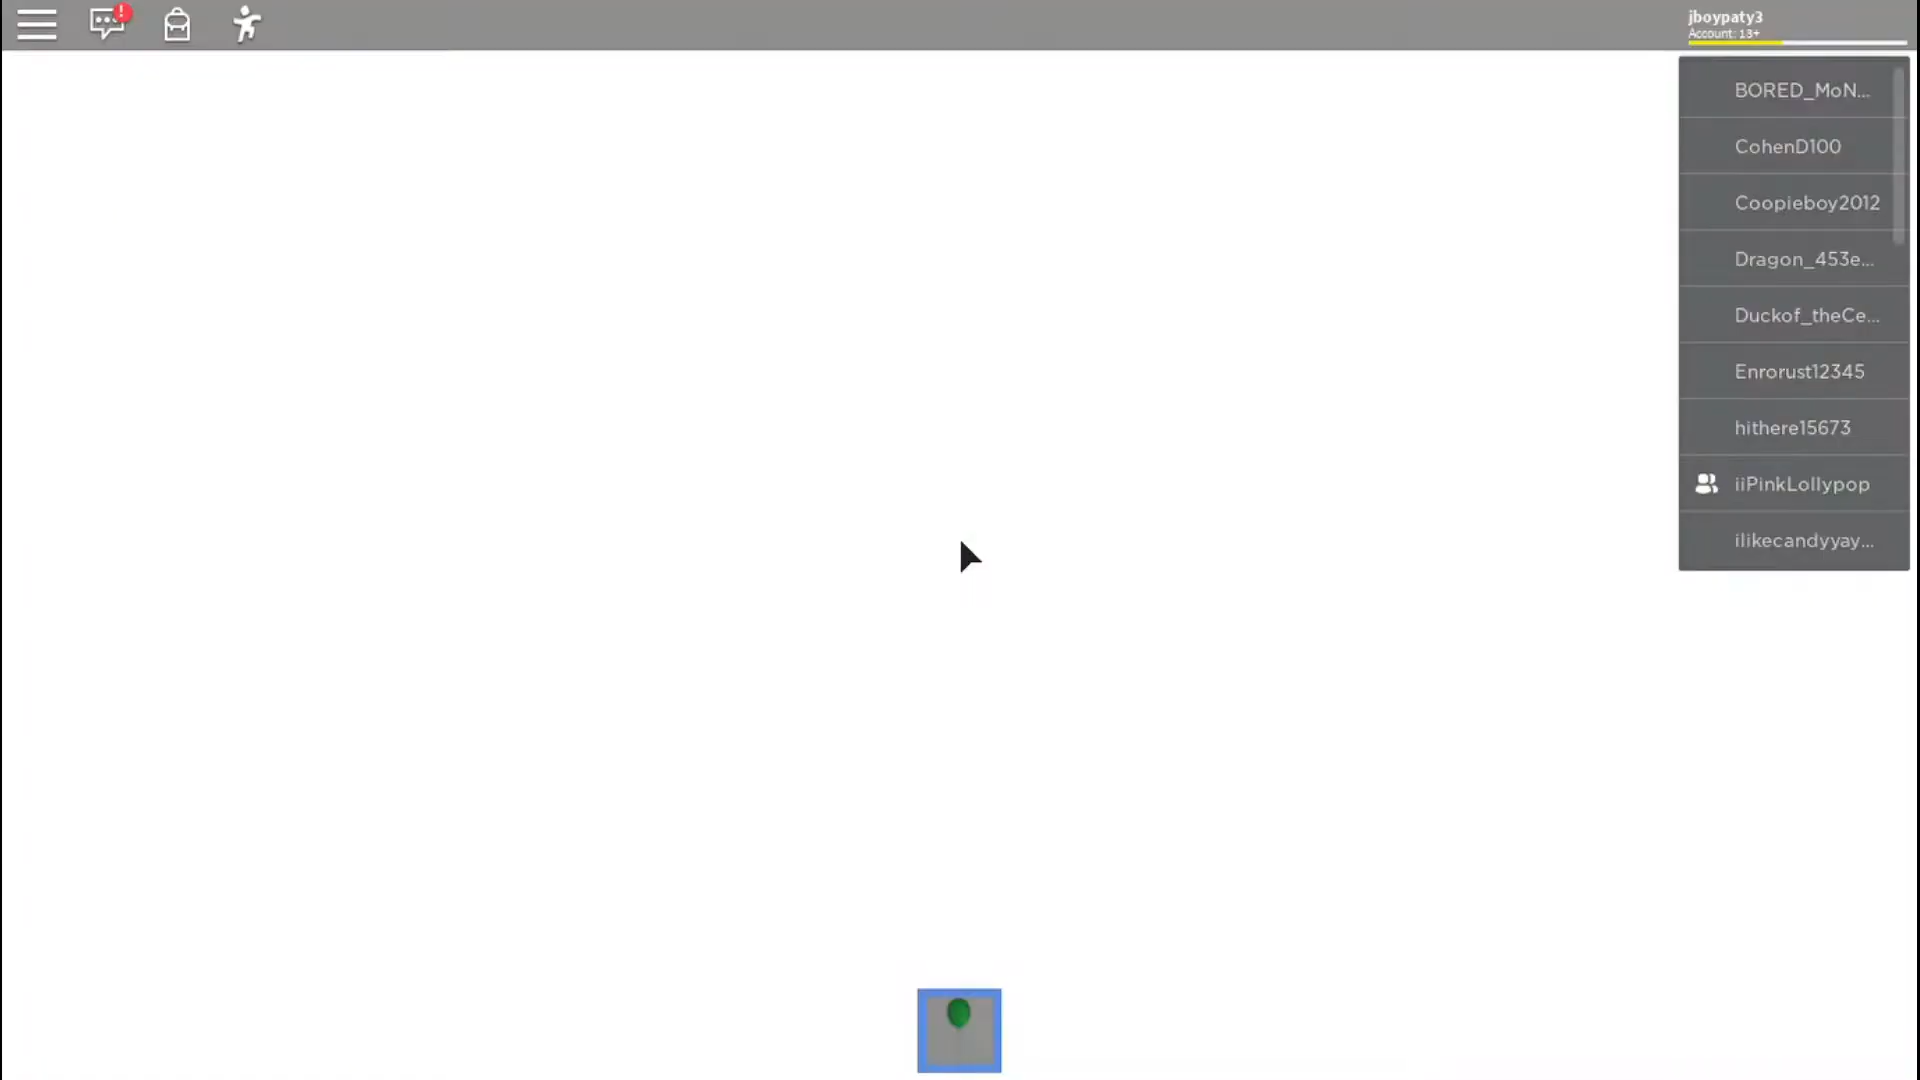 jboypaty3
Account: 13+
BORED_MoN...
CohenD100
Coopieboy2012
Dragon_453e...
Duckof_theCe...
Enrorust12345
hithere15673
iiPinkLollypop
ilikecandyyay...